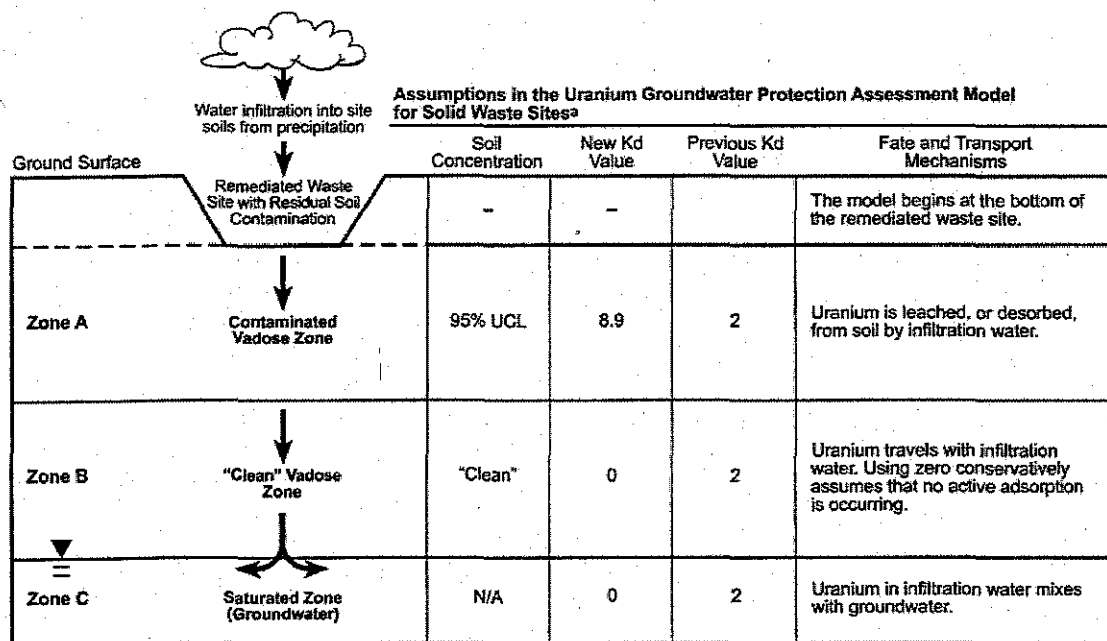 Water infiltration into site
soils from precipitation
Assumptions in the Uranium Groundwater Protection Assessment Model
for Solid Waste Sitesa
Ground Surface
Soil
Concentration
New Kd
Value
Previous Kd
Value
Fate and Transport
Mechanisms
Remediated Waste
Site with Residual Soil
Contamination
–
–
The model begins at the bottom of
the remediated waste site.
Zone A
Contaminated
Vadose Zone
95% UCL
8.9
2
Uranium is leached, or desorbed,
from soil by infiltration water.
Zone B
"Clean" Vadose
Zone
"Clean"
0
2
Uranium travels with infiltration
water. Using zero conservatively
assumes that no active adsorption
is occurring.
Zone C
Saturated Zone
(Groundwater)
N/A
0
2
Uranium in infiltration water mixes
with groundwater.